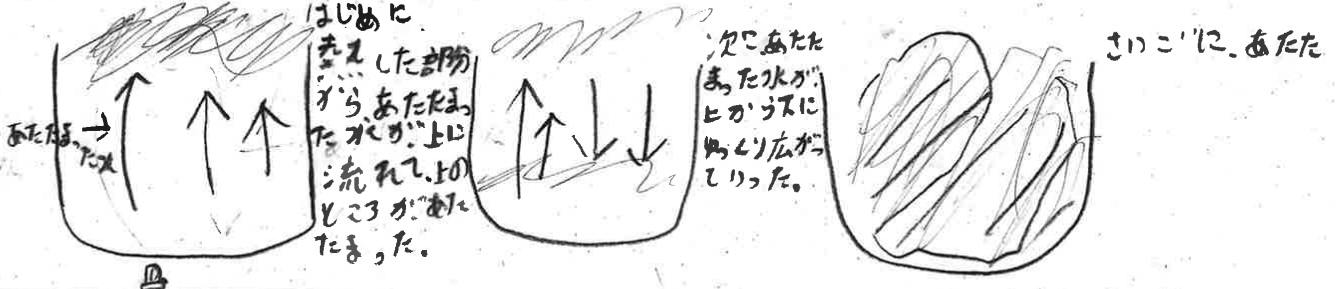 はじめに
熱した部分
から、あたたまっ
た水が上に
流れて、上の
ところがあた
たまった。
あたたまった水
次にあたた
まった水が、
上から下に
ゆっくり広がっ
ていった。
さいごに、あたた